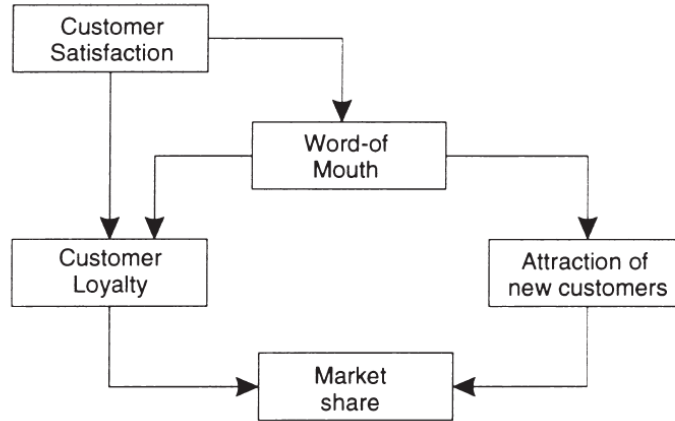 Customer
Satisfaction
Word-of
Mouth
Customer
Loyalty
Attraction of
new customers
Market
share